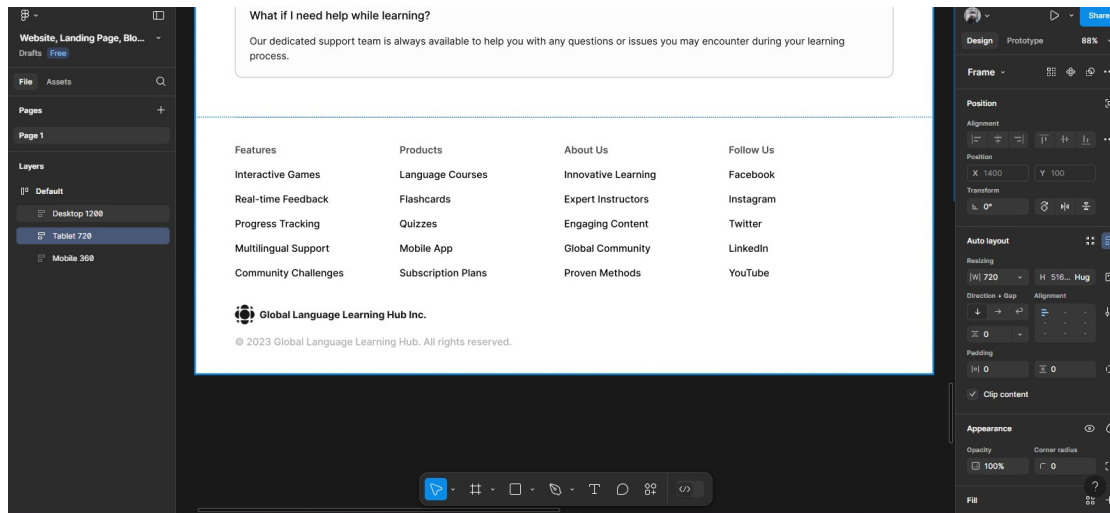 Website, Landing Page, Blo...
Drafts Free
File Assets
Pages
Page 1
Layers
Default
Desktop 1200
Tablet 720
Mobile 360
What if I need help while learning?
Our dedicated support team is always available to help you with any questions or issues you may encounter during your learning
process.
Features Products About Us Follow Us
Interactive Games Language Courses Innovative Learning Facebook
Real-time Feedback Flashcards Expert Instructors Instagram
Progress Tracking Quizzes Engaging Content Twitter
Multilingual Support Mobile App Global Community LinkedIn
Community Challenges Subscription Plans Proven Methods YouTube
Global Language Learning Hub Inc.
© 2023 Global Language Learning Hub. All rights reserved.
Share
Design Prototype 88%
Frame
Position
Alignment
Position
X 1400 Y 100
Transform
0°
Auto layout
Resizing
W 720 H 516... Hug
Direction + Gap Alignment
0
Padding
0 0
Clip content
Appearance
Opacity Corner radius
100% 0
Fill
?